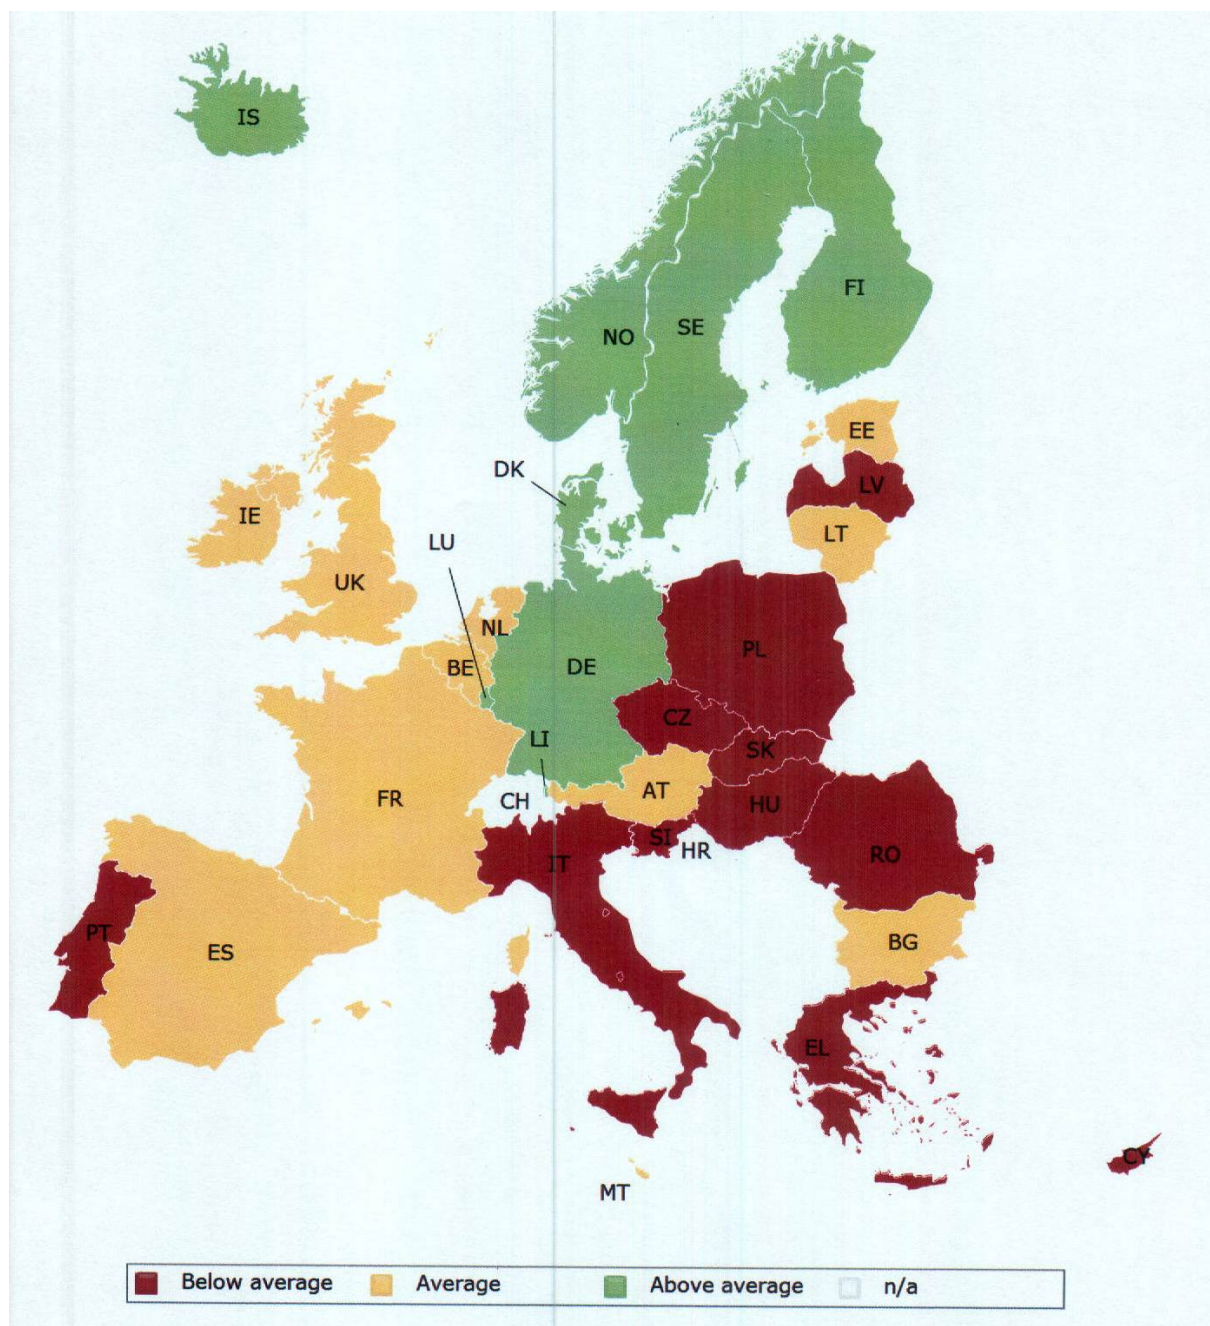 IS
FI
NO
SE
EE
DK
LV
IE
LT
LU
UK
NL
PL
BE
DE
CZ
LI
SK
AT
FR
CH
HU
SI
HR
IT
RO
PT
ES
BG
EL
CY
MT
Below average
Average
Above average
n/a